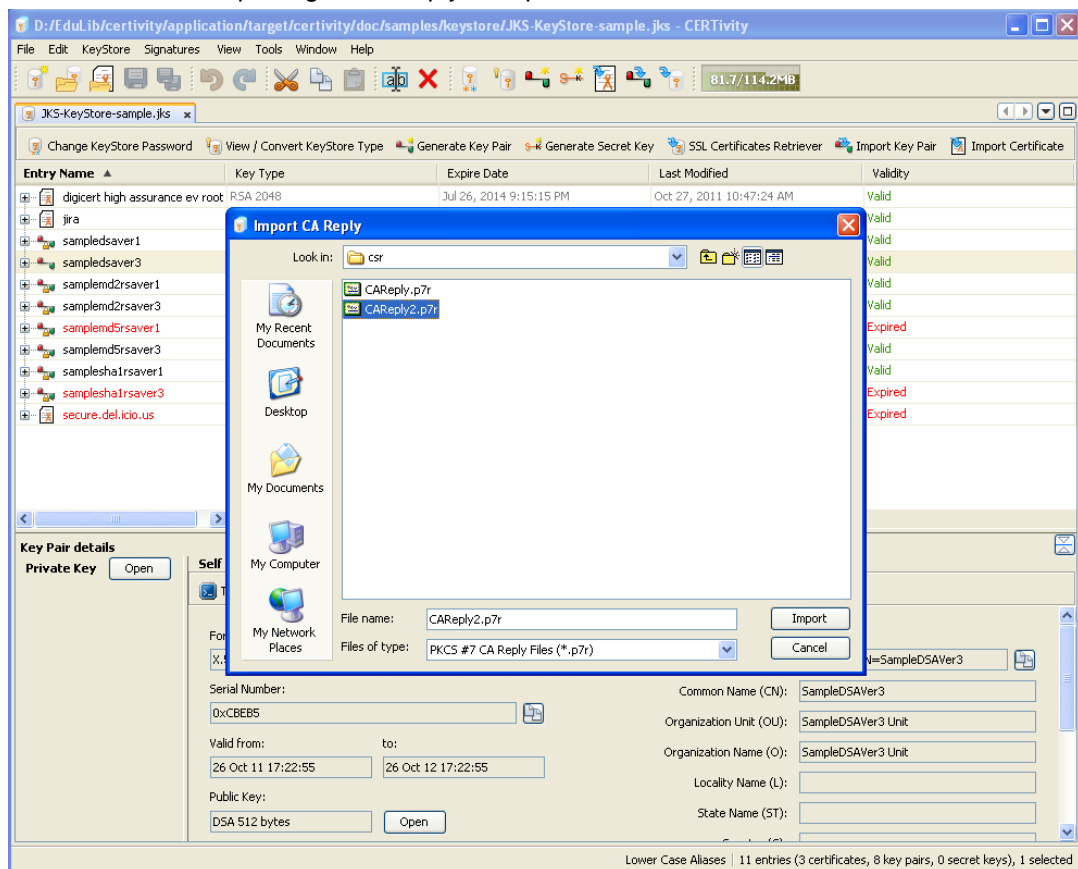 D:/EduLib/certivity/application/target/certivity/doc/samples/keystore/JKS-KeyStore-sample.jks - CERTivity
File Edit KeyStore Signatures View Tools Window Help
81.7/114.2MB
JKS-KeyStore-sample.jks
Change KeyStore Password View / Convert KeyStore Type Generate Key Pair Generate Secret Key SSL Certificates Retriever Import Key Pair Import Certificate
Entry Name Key Type Expire Date Last Modified Validity
digicert high assurance ev root RSA 2048 Jul 26, 2014 9:15:15 PM Oct 27, 2011 10:47:24 AM Valid
jira Valid
sampledsaver1 Valid
sampledsaver3 Valid
samplemd2rsaver1 Valid
samplemd2rsaver3 Valid
samplemd5rsaver1 Expired
samplemd5rsaver3 Valid
samplesha1rsaver1 Valid
samplesha1rsaver3 Expired
secure.del.icio.us Expired
Import CA Reply
Look in: csr
CAReply.p7r
CAReply2.p7r
My Recent
Documents
Desktop
My Documents
My Computer
My Network
Places
File name: CAReply2.p7r Import
Files of type: PKCS #7 CA Reply Files (*.p7r) Cancel
Key Pair details
Private Key Open
Self
N=SampleDSAVer3
Serial Number:
0xCBEB5
Valid from: to:
26 Oct 11 17:22:55 26 Oct 12 17:22:55
Public Key:
DSA 512 bytes Open
Common Name (CN): SampleDSAVer3
Organization Unit (OU): SampleDSAVer3 Unit
Organization Name (O): SampleDSAVer3 Unit
Locality Name (L):
State Name (ST):
Lower Case Aliases 11 entries (3 certificates, 8 key pairs, 0 secret keys), 1 selected